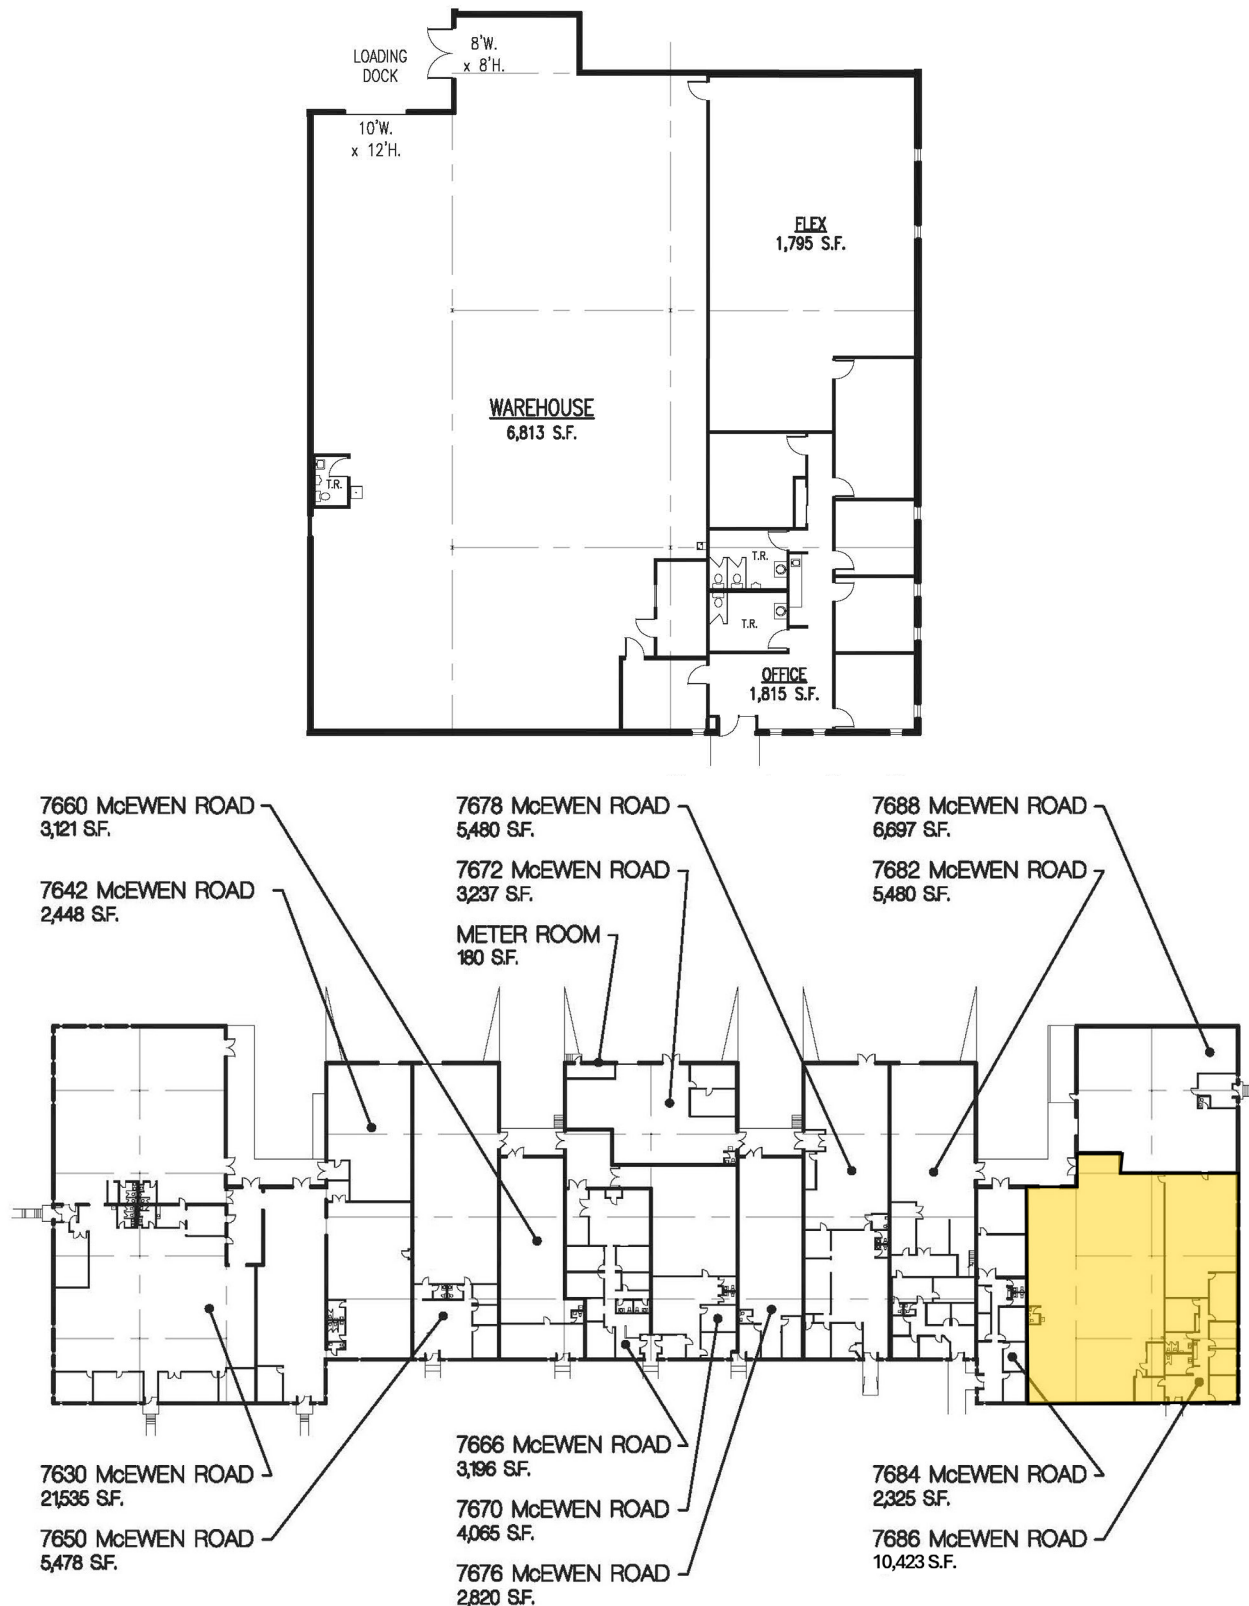 LOADING
DOCK
8'W.
x 8'H.
10'W.
x 12'H.
FLEX
1,795 S.F.
WAREHOUSE
6,813 S.F.
T.R.
T.R.
T.R.
OFFICE
1,815 S.F.
7660 McEWEN ROAD
3,121 S.F.
7642 McEWEN ROAD
2,448 S.F.
7678 McEWEN ROAD
5,480 S.F.
7672 McEWEN ROAD
3,237 S.F.
METER ROOM
180 S.F.
7688 McEWEN ROAD
6,697 S.F.
7682 McEWEN ROAD
5,480 S.F.
7630 McEWEN ROAD
21,535 S.F.
7650 McEWEN ROAD
5,478 S.F.
7666 McEWEN ROAD
3,196 S.F.
7670 McEWEN ROAD
4,065 S.F.
7676 McEWEN ROAD
2,820 S.F.
7684 McEWEN ROAD
2,325 S.F.
7686 McEWEN ROAD
10,423 S.F.